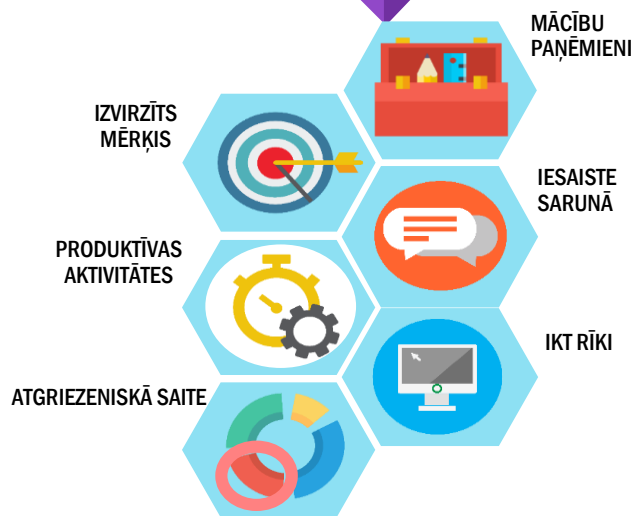 MĀCĪBU
PAŅĒMIENI
IZVIRZĪTS
MĒRĶIS
IESAISTE
SARUNĀ
PRODUKTĪVAS
AKTIVITĀTES
IKT RĪKI
ATGRIEZENISKĀ SAITE